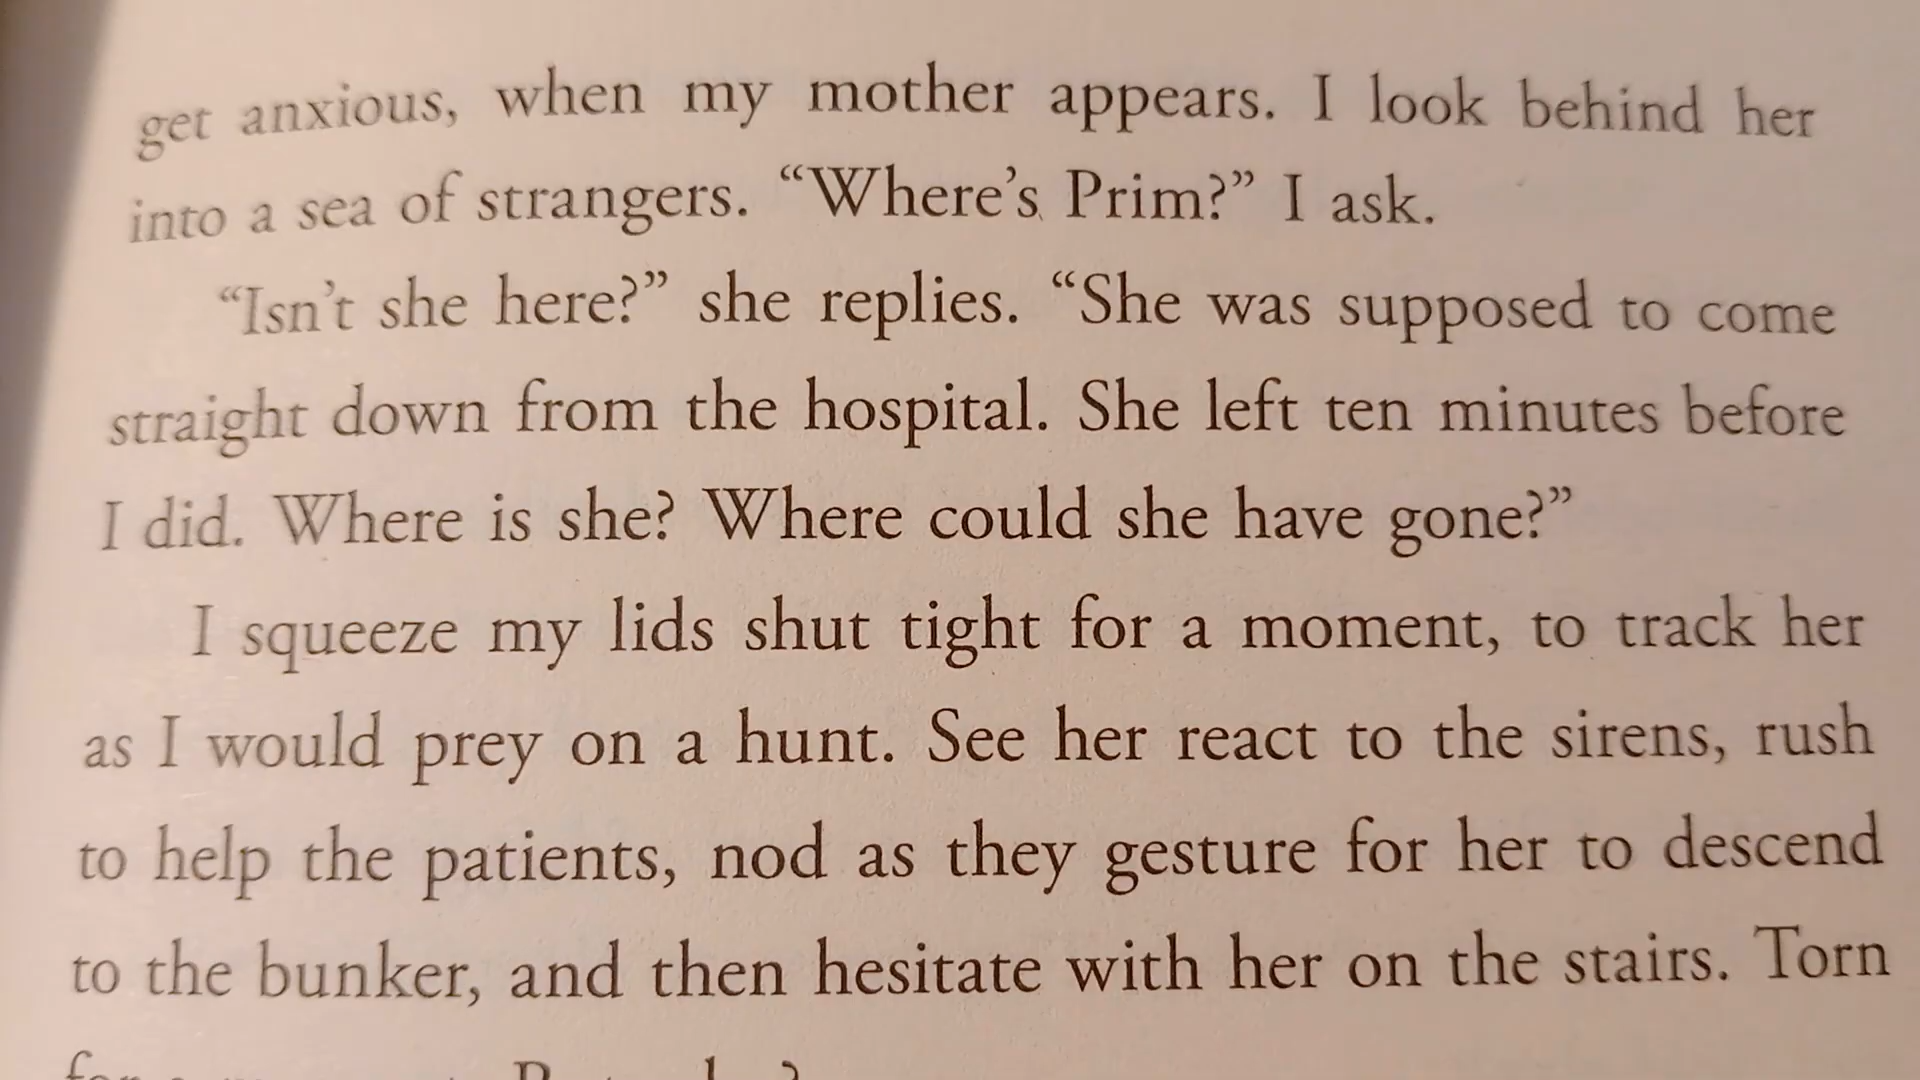 get anxious, when my mother appears. I look behind her
into a sea of strangers. “Where’s Prim?” I ask.
“Isn’t she here?” she replies. “She was supposed to come
straight down from the hospital. She left ten minutes before
I did. Where is she? Where could she have gone?”
I squeeze my lids shut tight for a moment, to track her
as I would prey on a hunt. See her react to the sirens, rush
to help the patients, nod as they gesture for her to descend
to the bunker, and then hesitate with her on the stairs. Torn